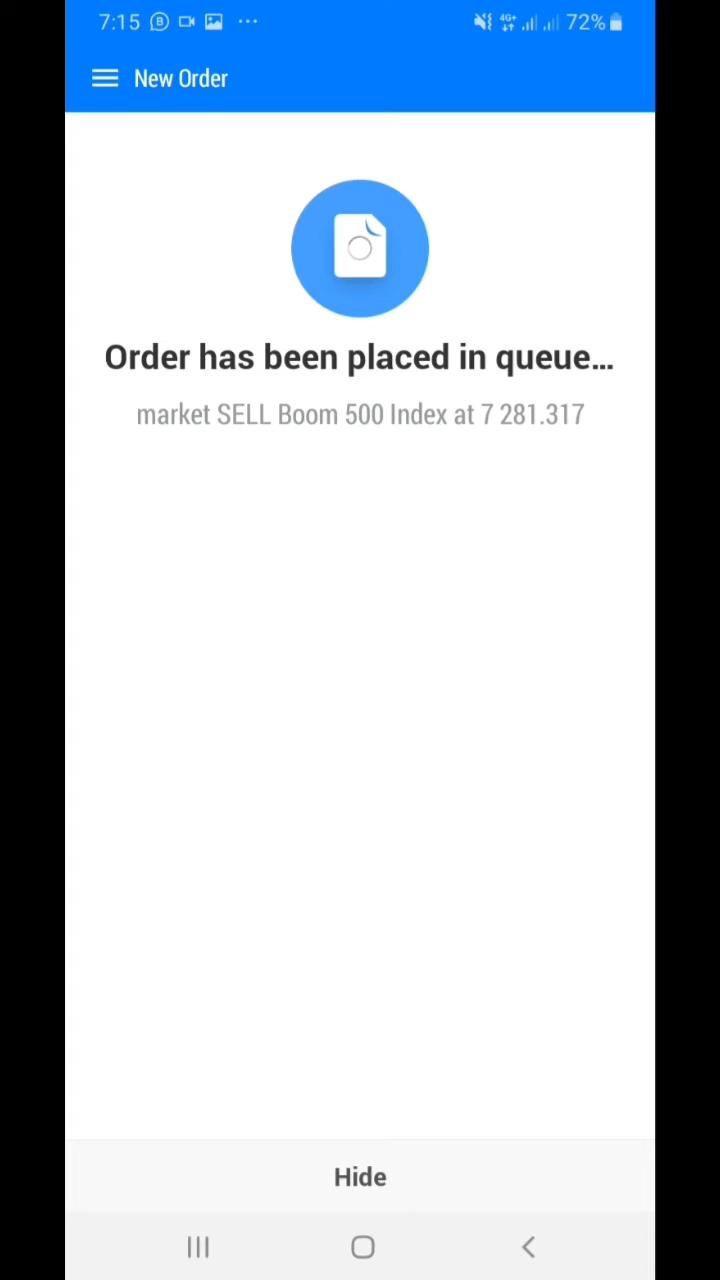 7:15 72%
New Order
Order has been placed in queue...
market SELL Boom 500 Index at 7 281.317
Hide